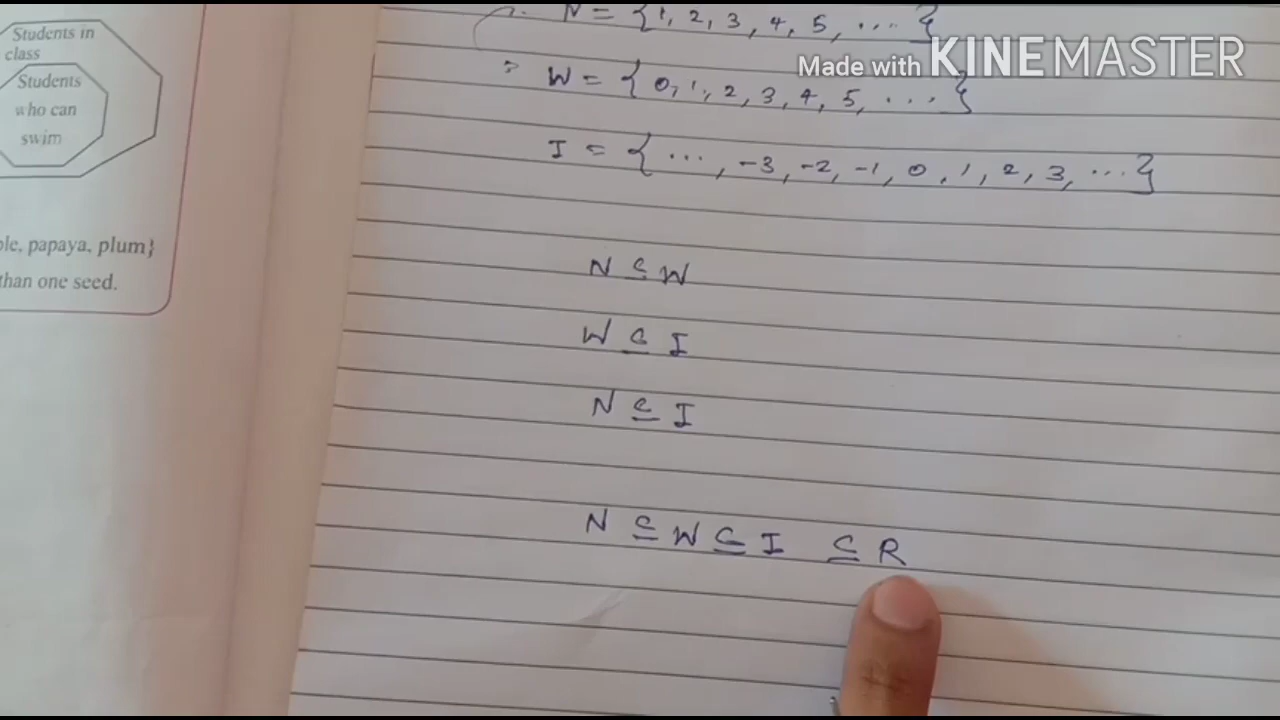 Students in
class
Students
who can
swim
ple, papaya, plum}
than one seed.
N = {1, 2, 3, 4, 5, ....}
Made with KINEMASTER
W = {0, 1, 2, 3, 4, 5, ...}
I = {..., -3, -2, -1, 0, 1, 2, 3, ...}
N ⊆ W
W ⊆ I
N ⊆ I
N ⊆ W ⊆ I ⊆ R